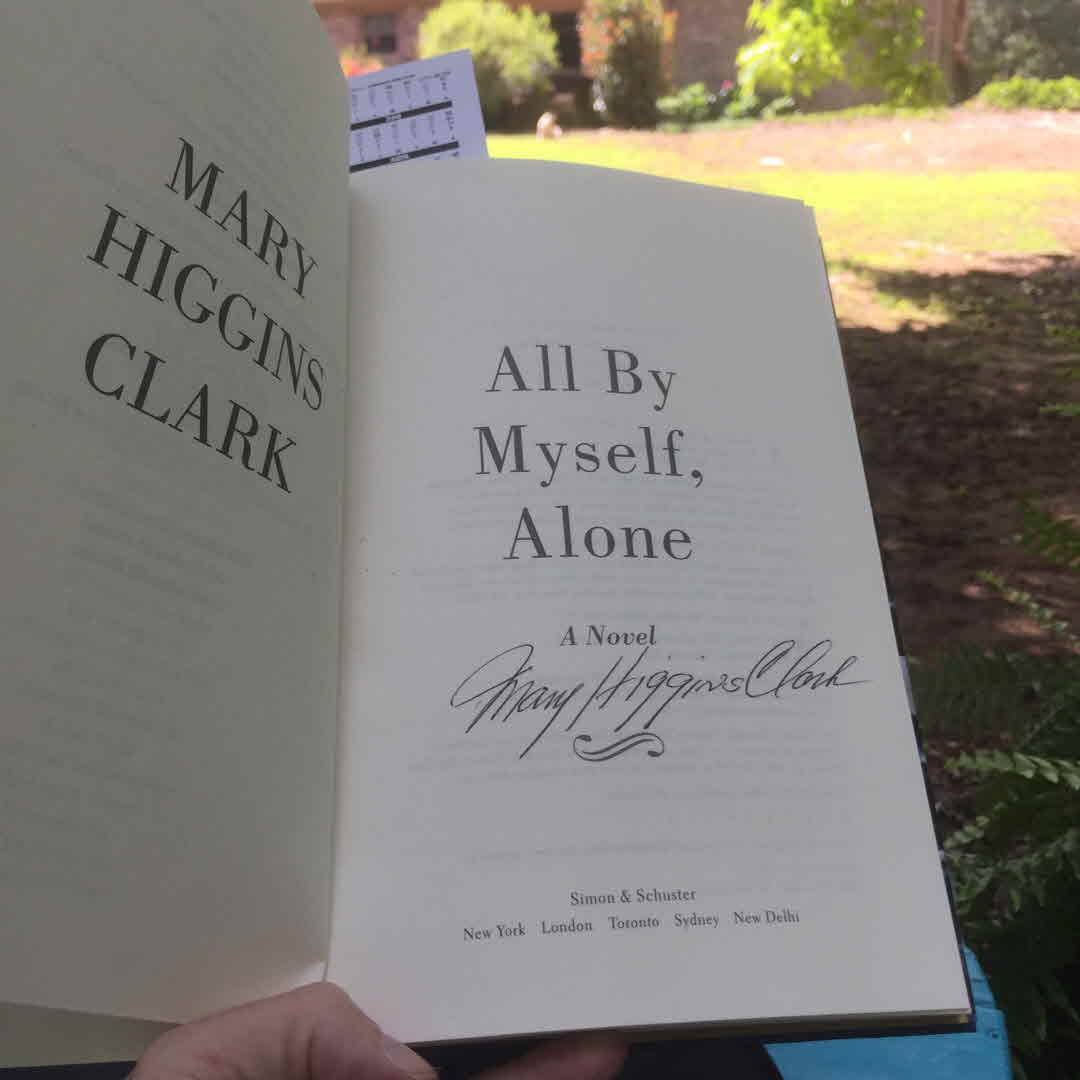 MARY
HIGGINS
CLARK
All By
Myself,
Alone
A Novel
Mary Higgins Clark
Simon & Schuster
New York London Toronto Sydney New Delhi